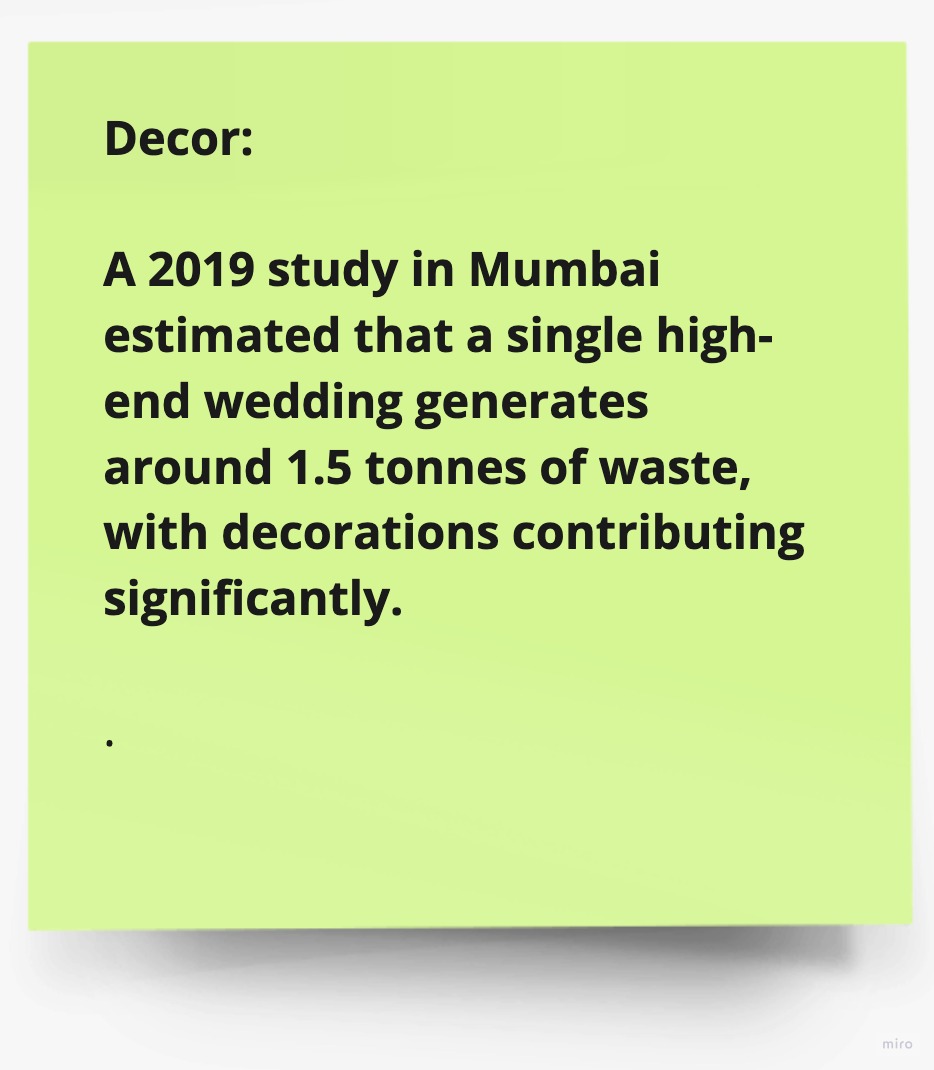 Decor:
A 2019 study in Mumbai
estimated that a single high-
end wedding generates
around 1.5 tonnes of waste,
with decorations contributing
significantly.
.
miro